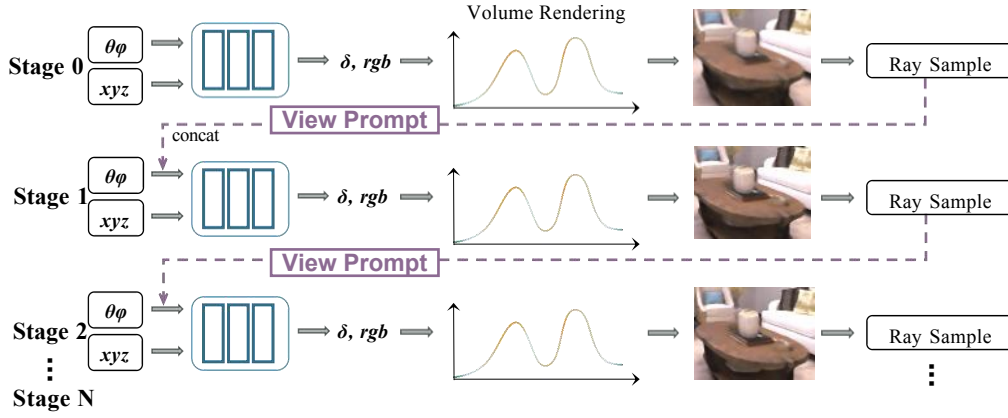 Volume Rendering
Stage 0
θφ
xyz
δ, rgb
Ray Sample
View Prompt
concat
Stage 1
θφ
xyz
δ, rgb
Ray Sample
View Prompt
Stage 2
θφ
xyz
δ, rgb
Ray Sample
Stage N